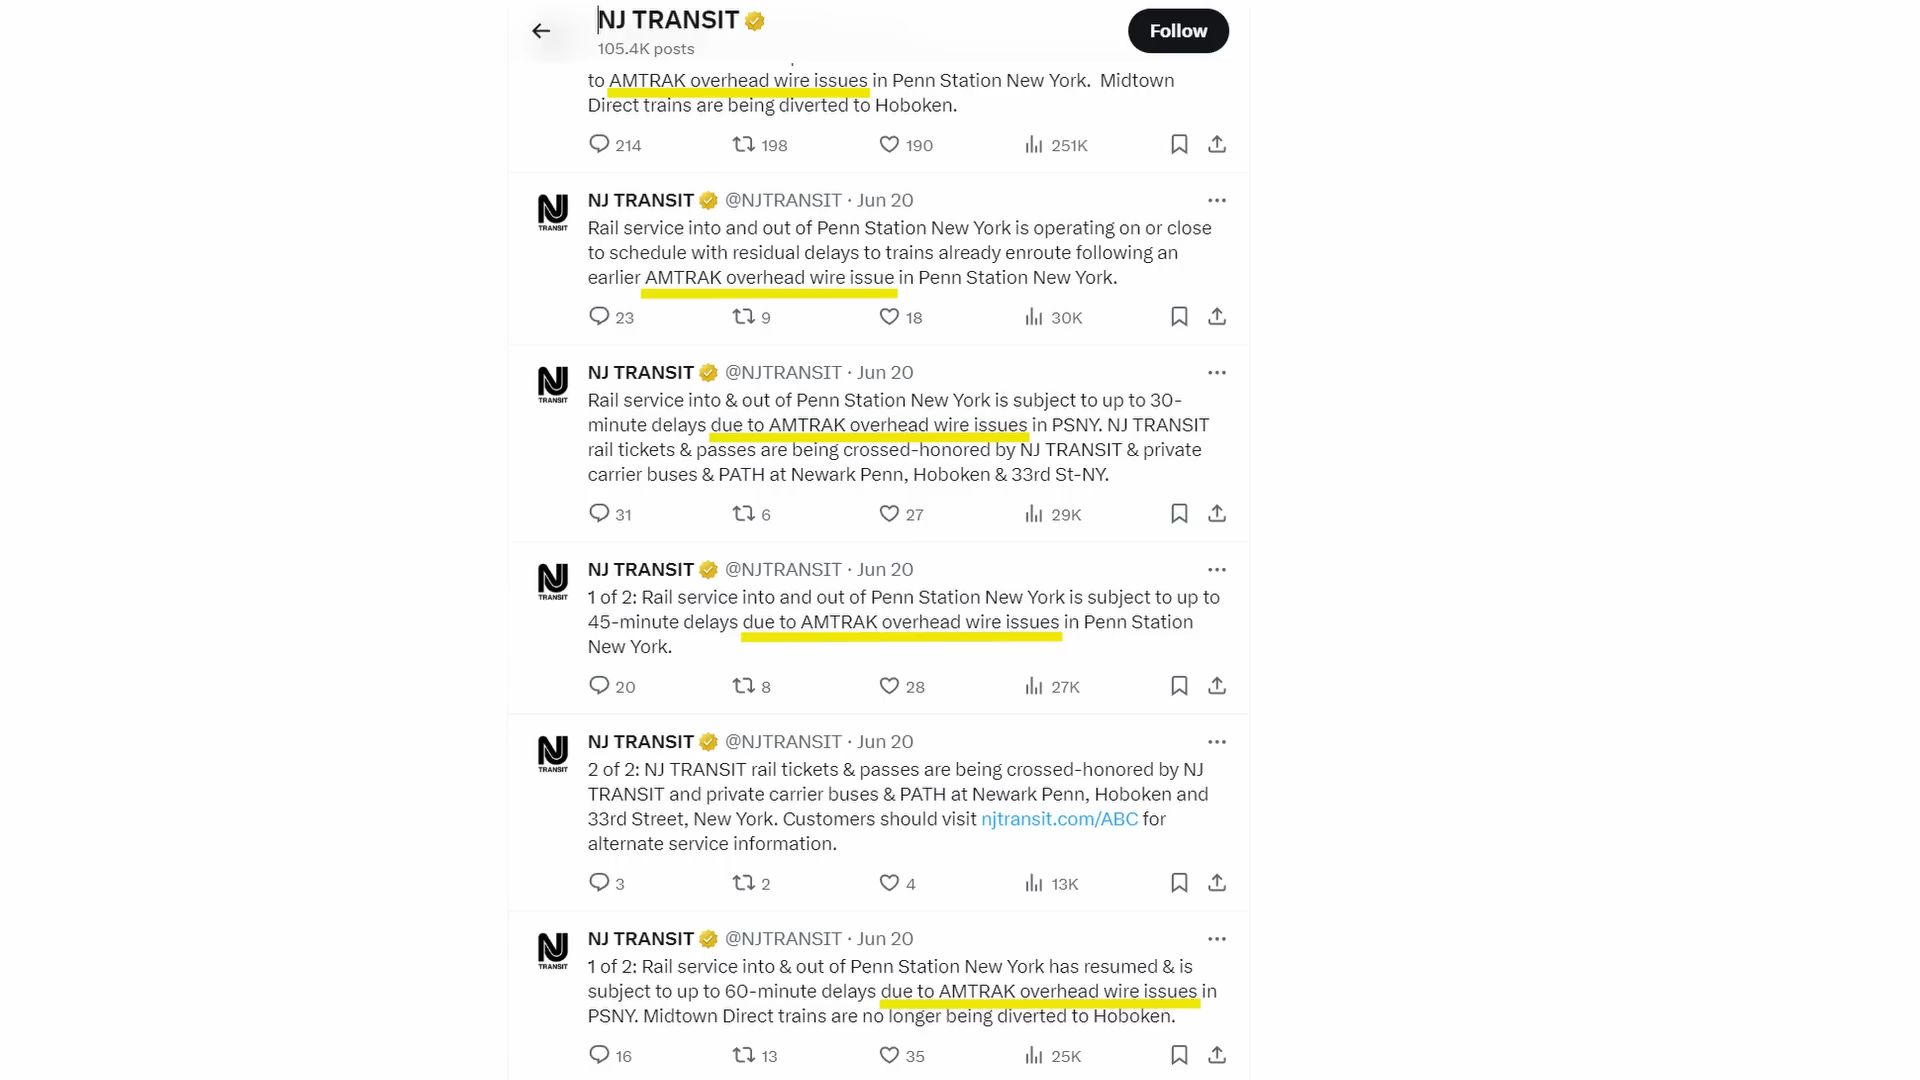 NJ TRANSIT
105.4K posts
Follow
to AMTRAK overhead wire issues in Penn Station New York. Midtown
Direct trains are being diverted to Hoboken.
214 198 190 251K
NJ TRANSIT @NJTRANSIT · Jun 20
Rail service into and out of Penn Station New York is operating on or close
to schedule with residual delays to trains already enroute following an
earlier AMTRAK overhead wire issue in Penn Station New York.
23 9 18 30K
NJ TRANSIT @NJTRANSIT · Jun 20
Rail service into & out of Penn Station New York is subject to up to 30-
minute delays due to AMTRAK overhead wire issues in PSNY. NJ TRANSIT
rail tickets & passes are being crossed-honored by NJ TRANSIT & private
carrier buses & PATH at Newark Penn, Hoboken & 33rd St-NY.
31 6 27 29K
NJ TRANSIT @NJTRANSIT · Jun 20
1 of 2: Rail service into and out of Penn Station New York is subject to up to
45-minute delays due to AMTRAK overhead wire issues in Penn Station
New York.
20 8 28 27K
NJ TRANSIT @NJTRANSIT · Jun 20
2 of 2: NJ TRANSIT rail tickets & passes are being crossed-honored by NJ
TRANSIT and private carrier buses & PATH at Newark Penn, Hoboken and
33rd Street, New York. Customers should visit njtransit.com/ABC for
alternate service information.
3 2 4 13K
NJ TRANSIT @NJTRANSIT · Jun 20
1 of 2: Rail service into & out of Penn Station New York has resumed & is
subject to up to 60-minute delays due to AMTRAK overhead wire issues in
PSNY. Midtown Direct trains are no longer being diverted to Hoboken.
16 13 35 25K